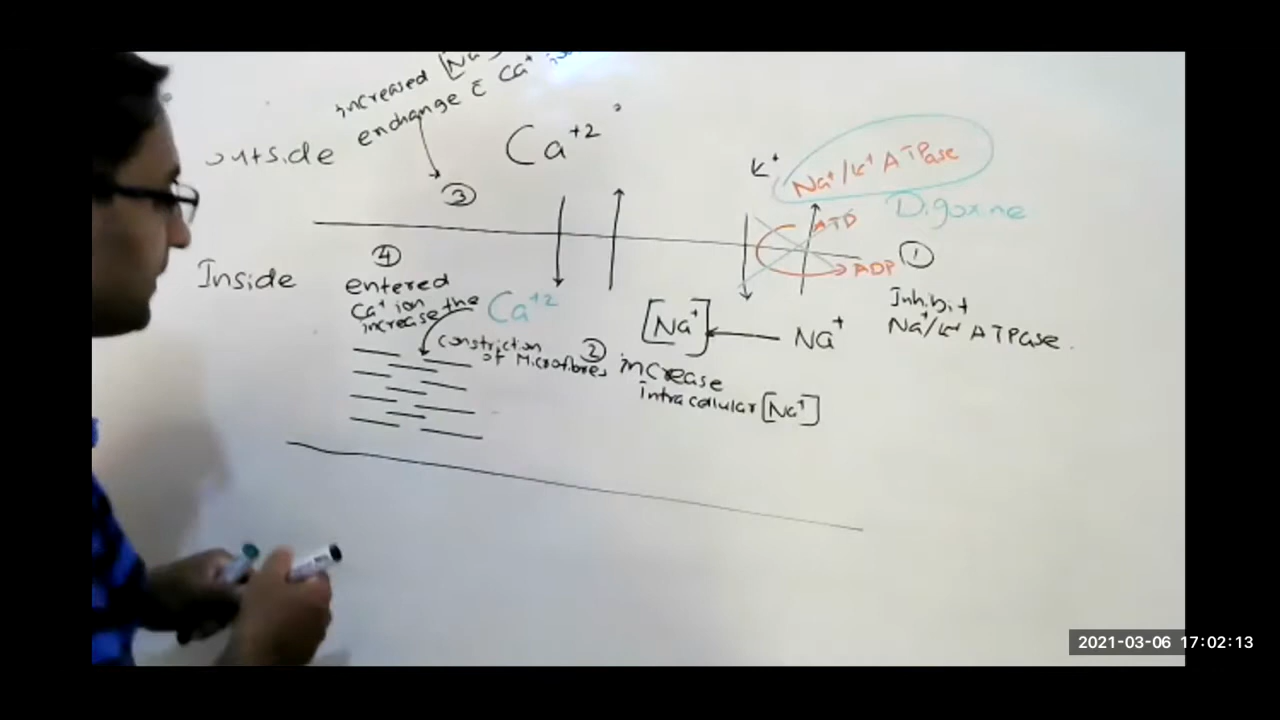 increased [Na
exchange c̄ Ca⁺
outside
Ca⁺²
K⁺
Na⁺/K⁺ ATPase
Digoxine
③
ATP
ADP
①
Inhibit
Na⁺/K⁺ ATPase.
Inside
④
entered
Ca⁺ ion
increase the
Ca⁺²
constriction
of Microfibres
[Na⁺]
Na⁺
② increase
Intracellular [Na⁺]
2021-03-06 17:02:13